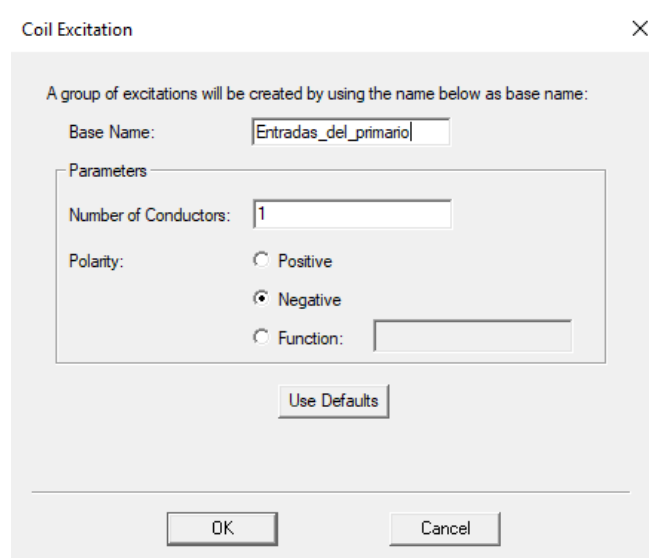 Coil Excitation
A group of excitations will be created by using the name below as base name:
Base Name: Entradas_del_primario
Parameters
Number of Conductors: 1
Polarity: Positive
Negative
Function:
Use Defaults
OK Cancel